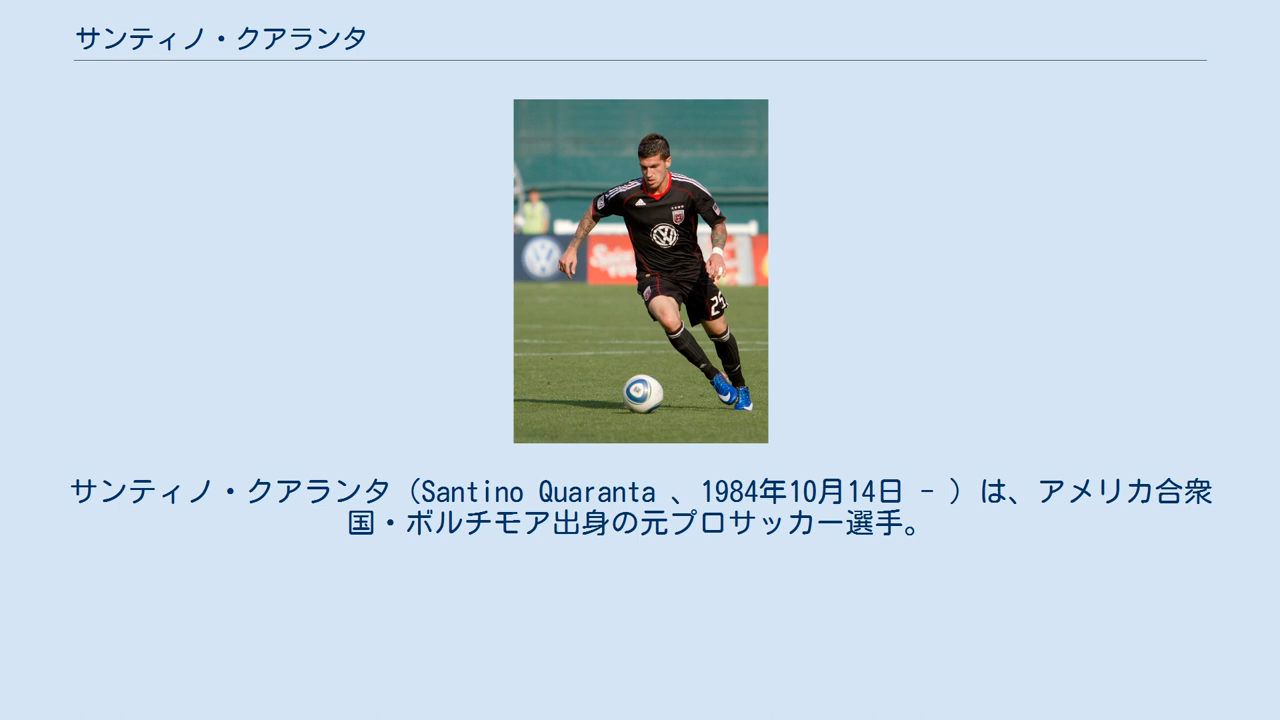 サンティノ・クアランタ
25
サンティノ・クアランタ（Santino Quaranta 、1984年10月14日 - ）は、アメリカ合衆
国・ボルチモア出身の元プロサッカー選手。